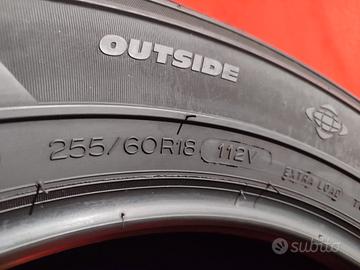 OUTSIDE
255/60R18 112V
EXTRA LOAD
subito